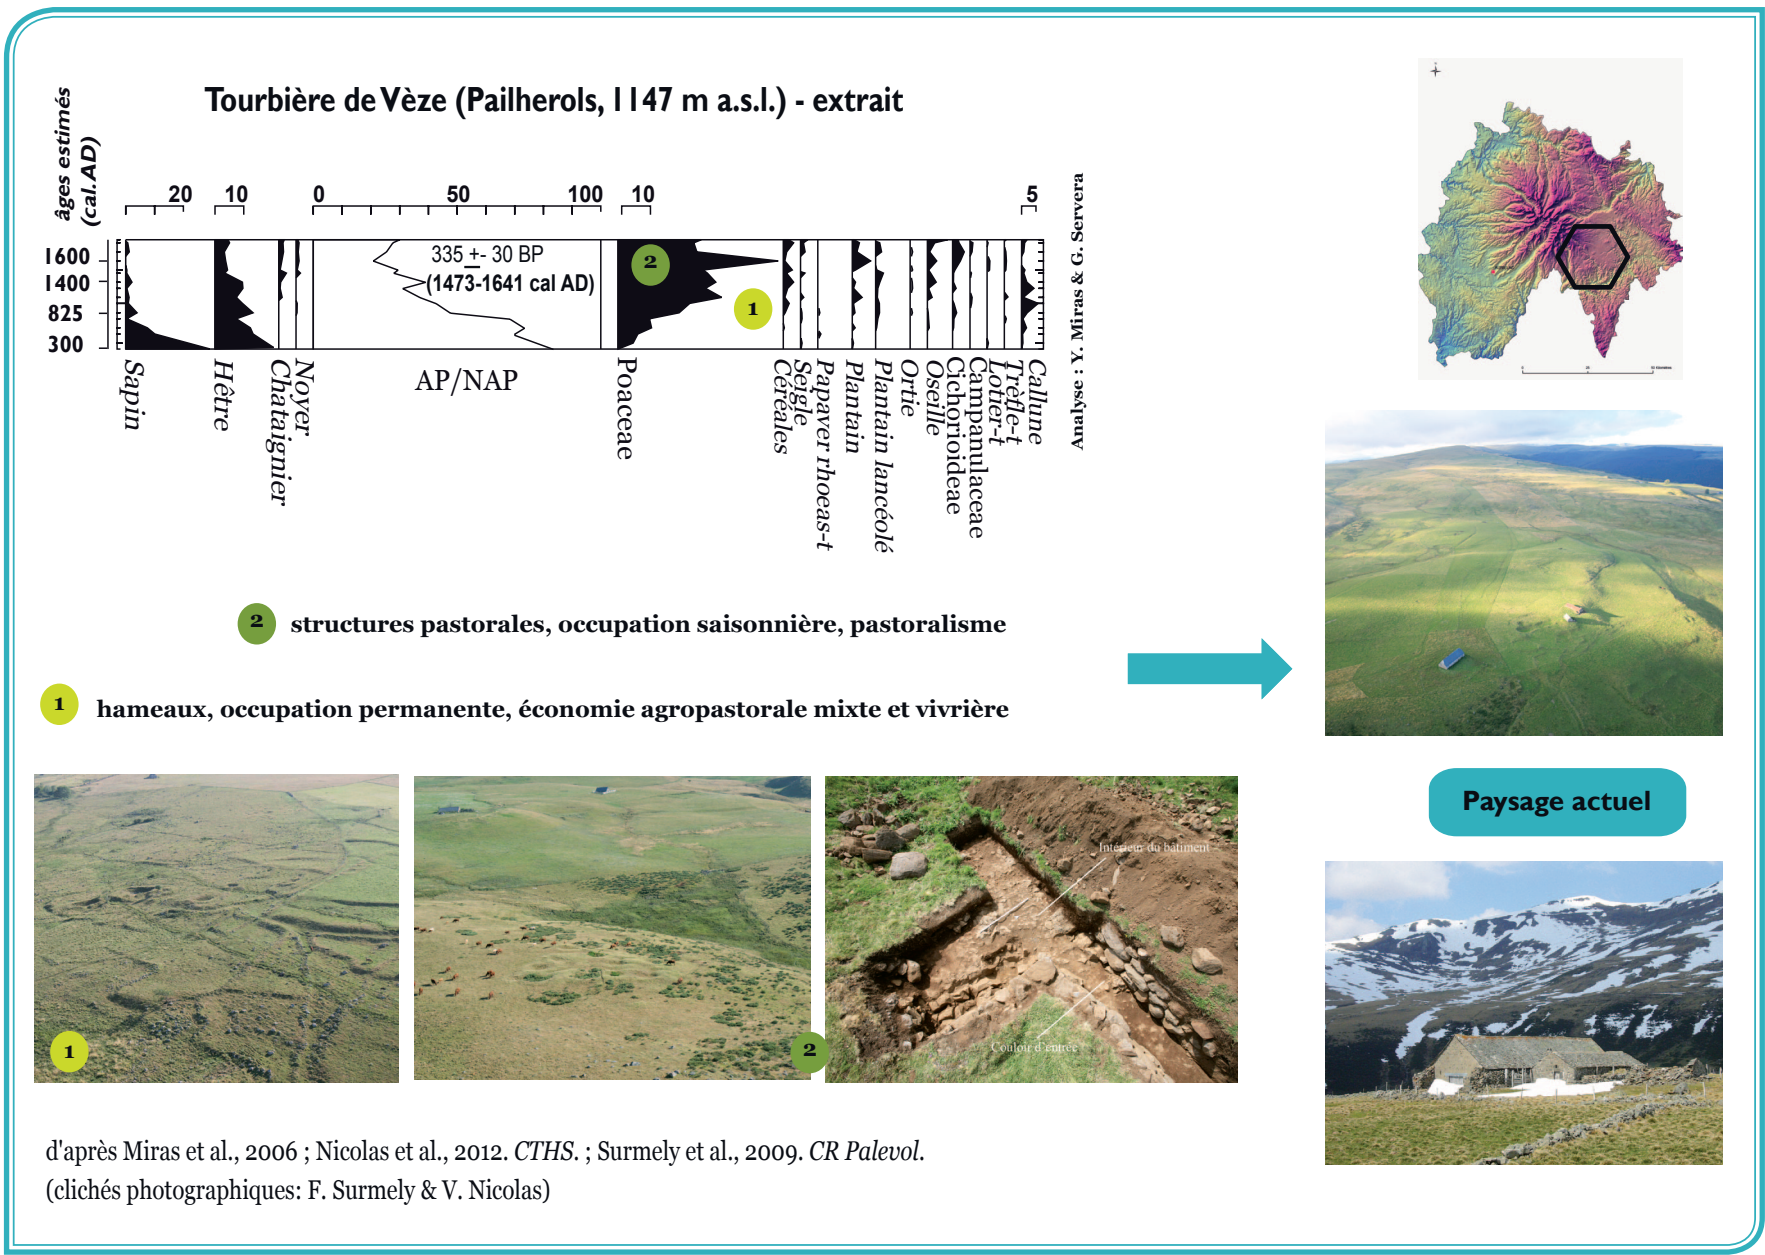 Tourbière de Vèze (Pailherols, 1147 m a.s.l.) - extrait
âges estimés
(cal.AD)
20
10
0
50
100
10
5
1600
1400
825
300
335 +- 30 BP
(1473-1641 cal AD)
2
1
Sapin
Hêtre
Chataignier
Noyer
AP/NAP
Poaceae
Céréales
Seigle
Papaver rhoeas-t
Plantain
Plantain lancéolé
Ortie
Oseille
Cichorioideae
Campanulaceae
Lotier-t
Trèfle-t
Callune
Analyse : Y. Miras & G. Servera
2 structures pastorales, occupation saisonnière, pastoralisme
1 hameaux, occupation permanente, économie agropastorale mixte et vivrière
1
2
Intérieur du bâtiment
Couloir d'entrée
Paysage actuel
d'après Miras et al., 2006 ; Nicolas et al., 2012. CTHS. ; Surmely et al., 2009. CR Palevol.
(clichés photographiques: F. Surmely & V. Nicolas)